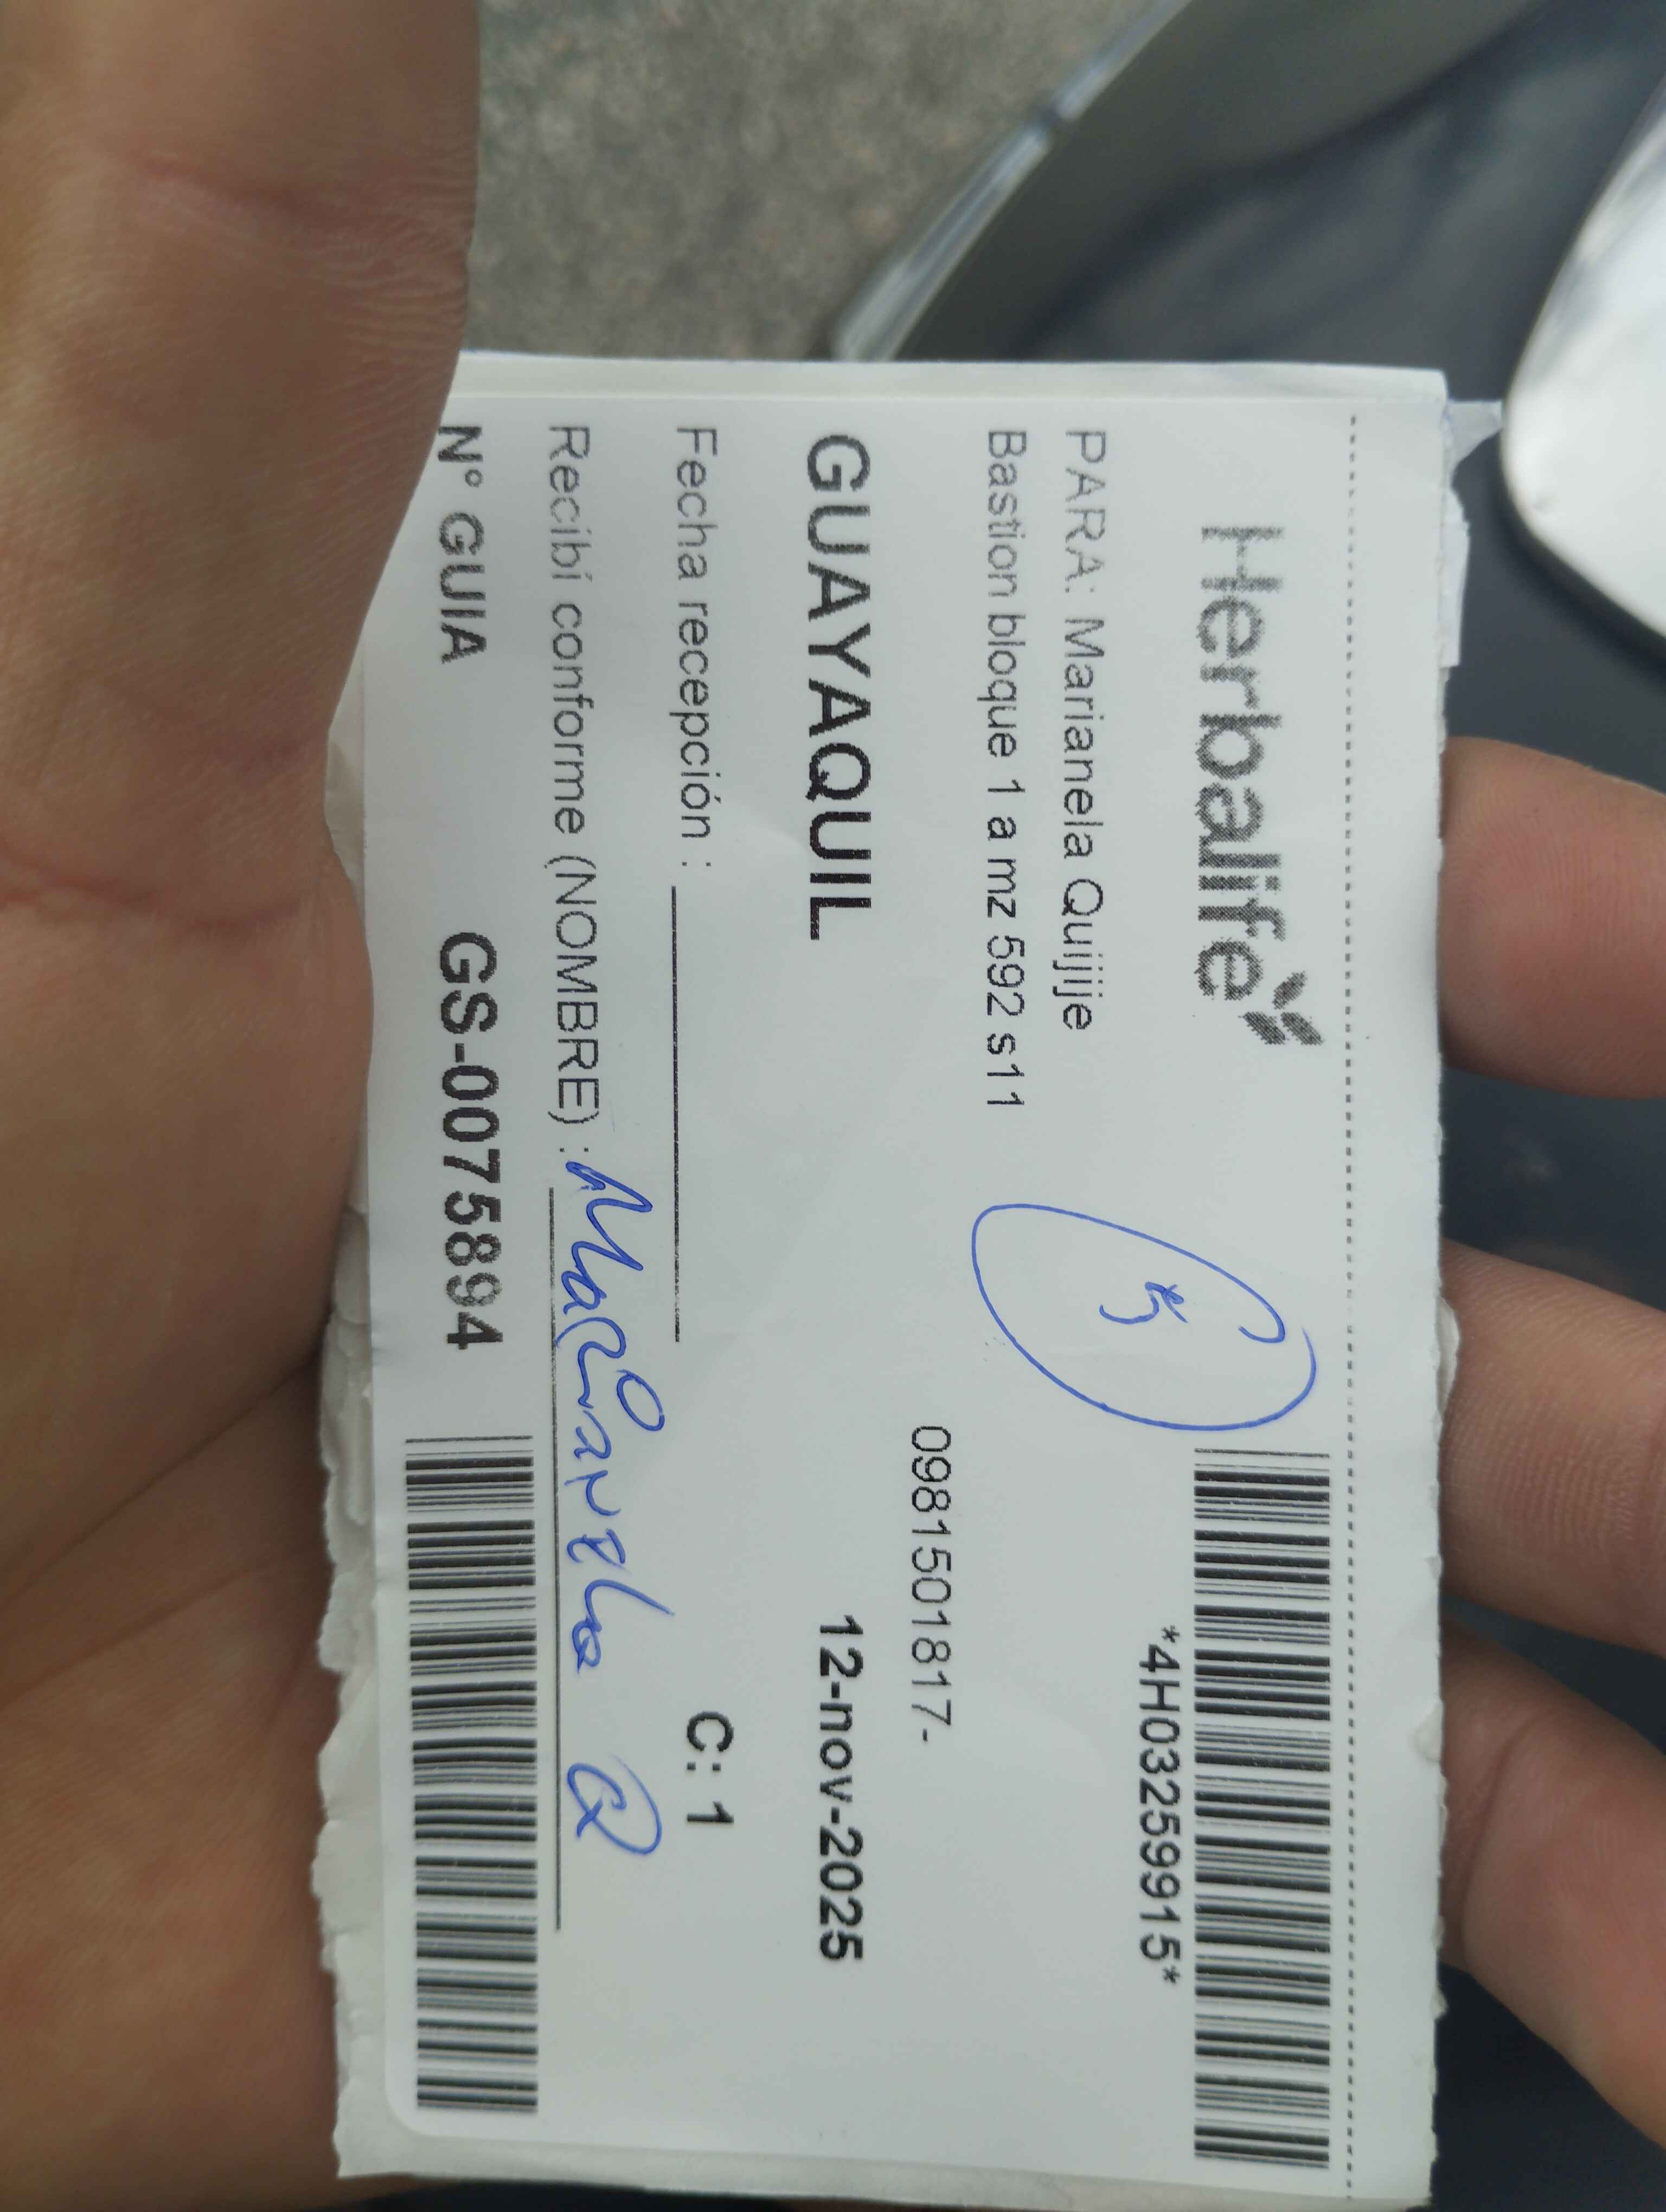 Herbalife
*4H03259915*
PARA: Marianela Quijije
5
Bastion bloque 1 a mz 592 s11
0981501817-
GUAYAQUIL
12-nov-2025
Fecha recepción :
C: 1
Recibí conforme (NOMBRE) : Marianela Q
N° GUIA GS-0075894